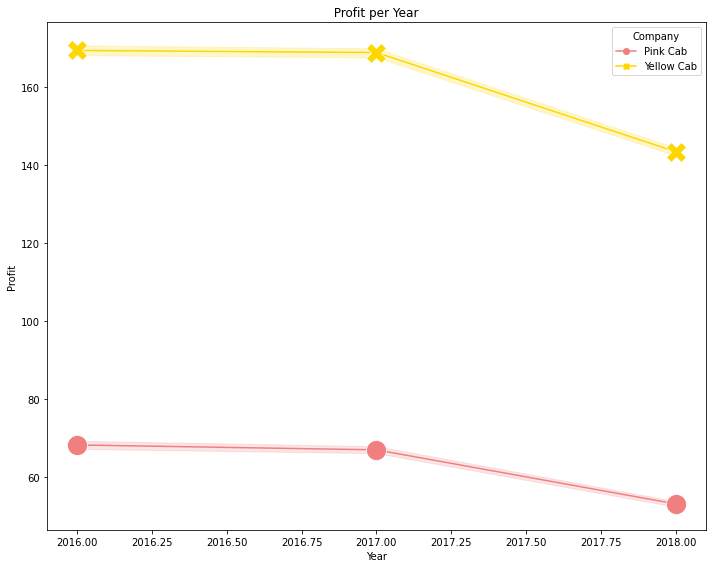 Profit per Year
Company
Pink Cab
Yellow Cab
Profit
160
140
120
100
80
60
2016.00 2016.25 2016.50 2016.75 2017.00 2017.25 2017.50 2017.75 2018.00
Year